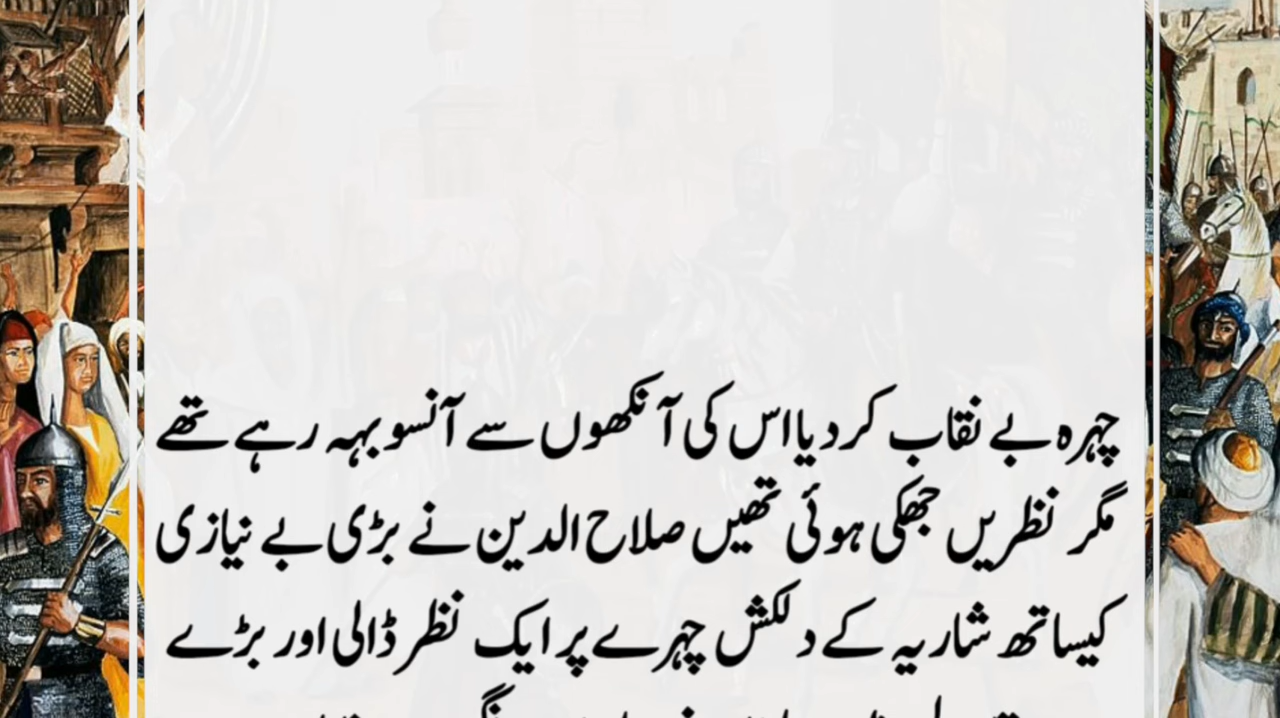 چہرہ بے نقاب کر دیا اس کی آنکھوں سے آنسو بہہ رہے تھے
مگر نظریں جھکی ہوئی تھیں صلاح الدین نے بڑی بے نیازی
کیساتھ شاریہ کے دلکش چہرے پر ایک نظر ڈالی اور بڑے